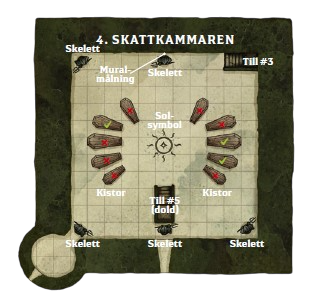 4. SKATTKAMMAREN
Skelett
Till #3
Mural-
målning
Skelett
Sol-
symbol
Kistor
Kistor
Till #5
(dold)
Skelett
Skelett
Skelett